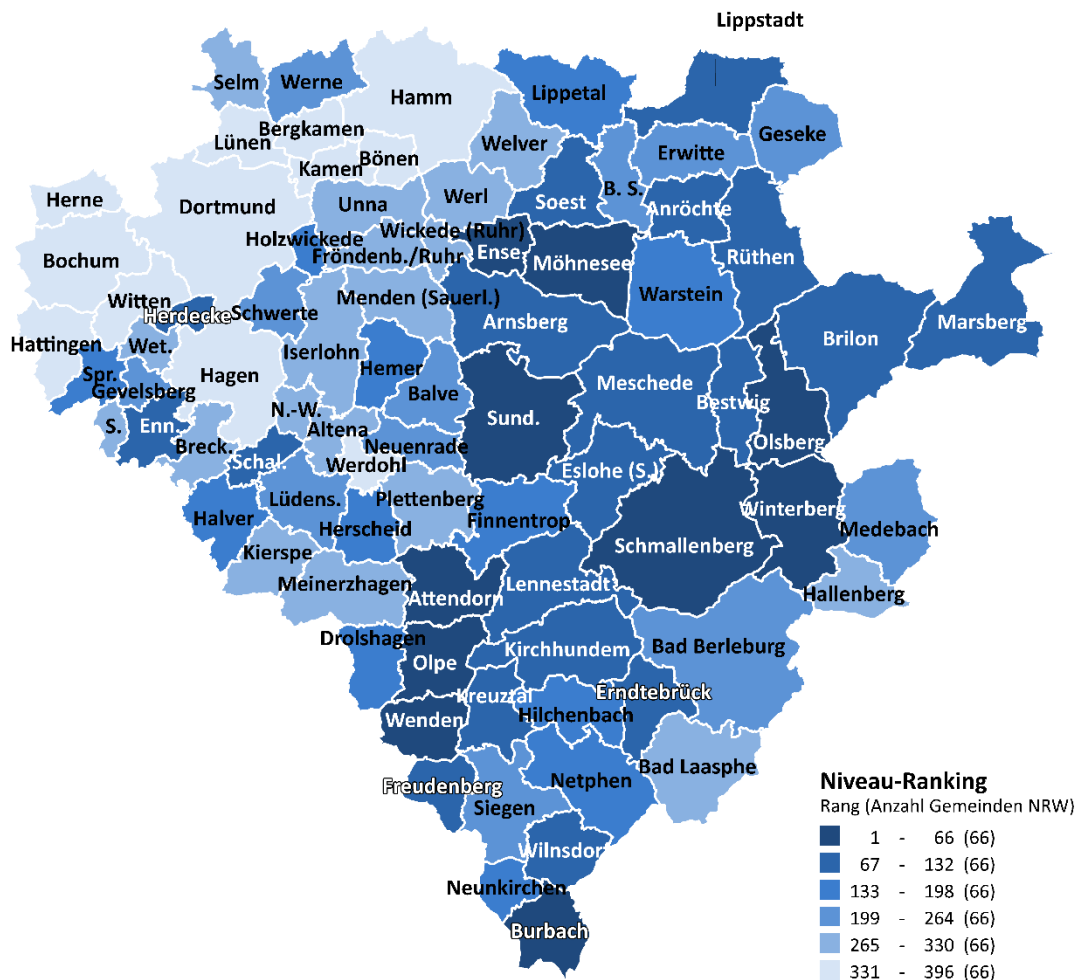 Lippstadt
Selm
Werne
Hamm
Lippetal
Bergkamen
Lünen
Geseke
Welver
Erwitte
Kamen
Bönen
Herne
Dortmund
Unna
Werl
Soest
B. S.
Anröchte
Wickede (Ruhr)
Holzwickede
Ense
Fröndenb./Ruhr
Möhnesee
Rüthen
Bochum
Witten
Menden (Sauerl.)
Warstein
Herdecke
Schwerte
Arnsberg
Brilon
Marsberg
Hattingen
Wet.
Iserlohn
Hemer
Spr.
Hagen
Meschede
Gevelsberg
Balve
Bestwig
N.-W.
Sund.
S.
Enn.
Altena
Olsberg
Breck.
Neuenrade
Schal.
Werdohl
Eslohe (S.)
Lüdens.
Plettenberg
Winterberg
Halver
Herscheid
Finnentrop
Medebach
Schmallenberg
Kierspe
Meinerzhagen
Lennestadt
Attendorn
Hallenberg
Drolshagen
Bad Berleburg
Olpe
Kirchhundem
Kreuztal
Erndtebrück
Wenden
Hilchenbach
Bad Laasphe
Freudenberg
Netphen
Siegen
Wilnsdorf
Neunkirchen
Burbach
Niveau-Ranking
Rang (Anzahl Gemeinden NRW)
1 - 66 (66)
67 - 132 (66)
133 - 198 (66)
199 - 264 (66)
265 - 330 (66)
331 - 396 (66)